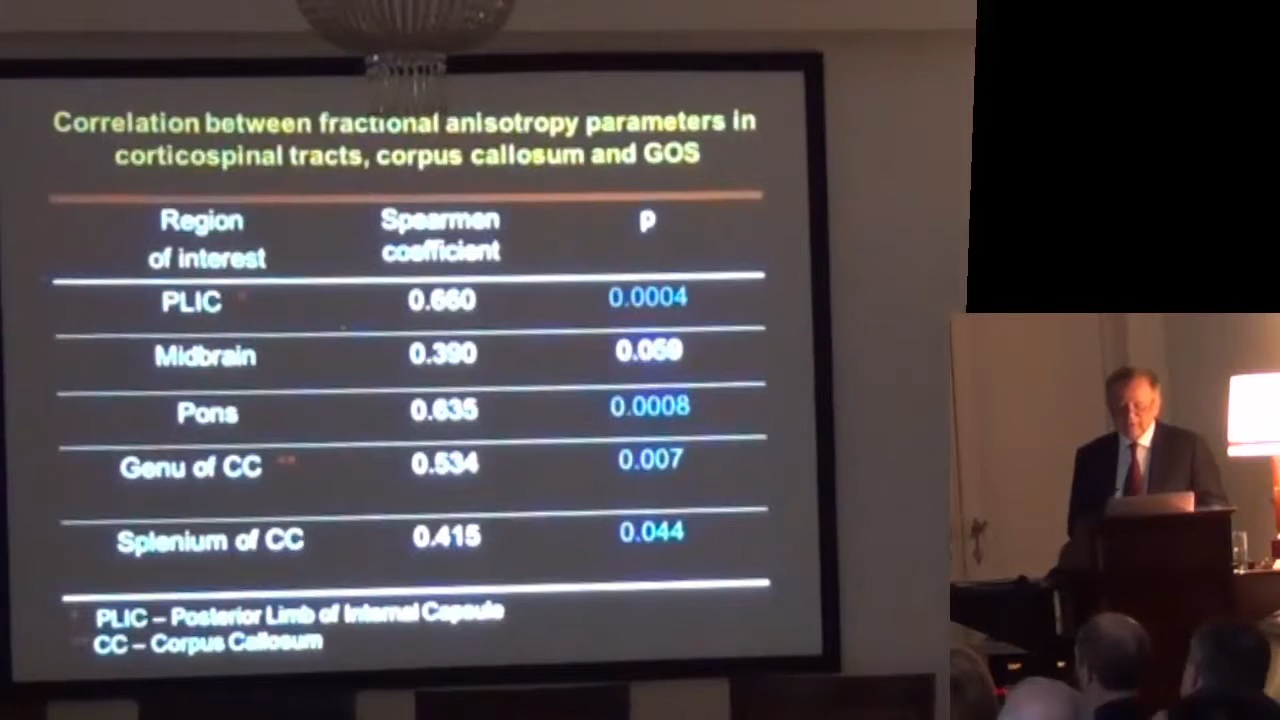 Correlation between fractional anisotropy parameters in
corticospinal tracts, corpus callosum and GOS
Region of interest
Spearmen coefficient
p
PLIC * 0.660 0.0004
Midbrain 0.390 0.059
Pons 0.635 0.0008
Genu of CC ** 0.534 0.007
Splenium of CC 0.415 0.044
* PLIC – Posterior Limb of Internal Capsule
** CC – Corpus Callosum